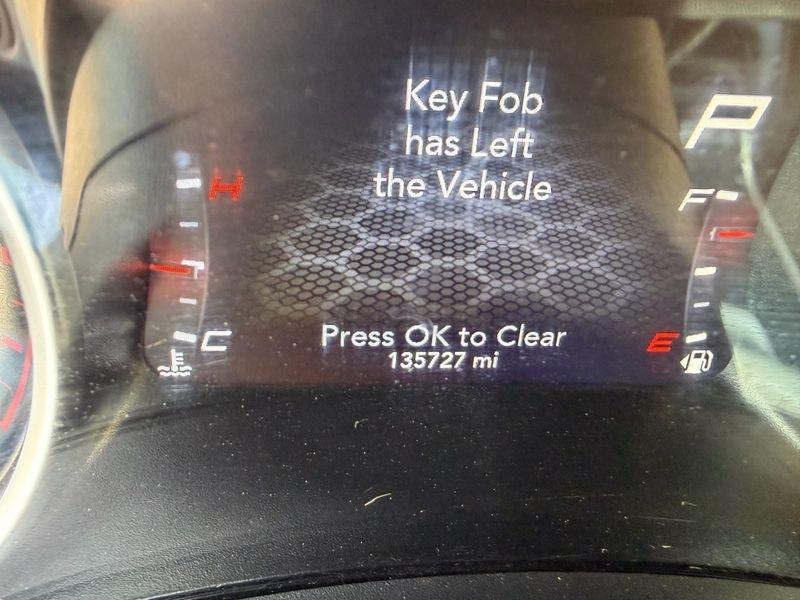 Key Fob
has Left
the Vehicle
P
H
F
C
E
Press OK to Clear
135727 mi